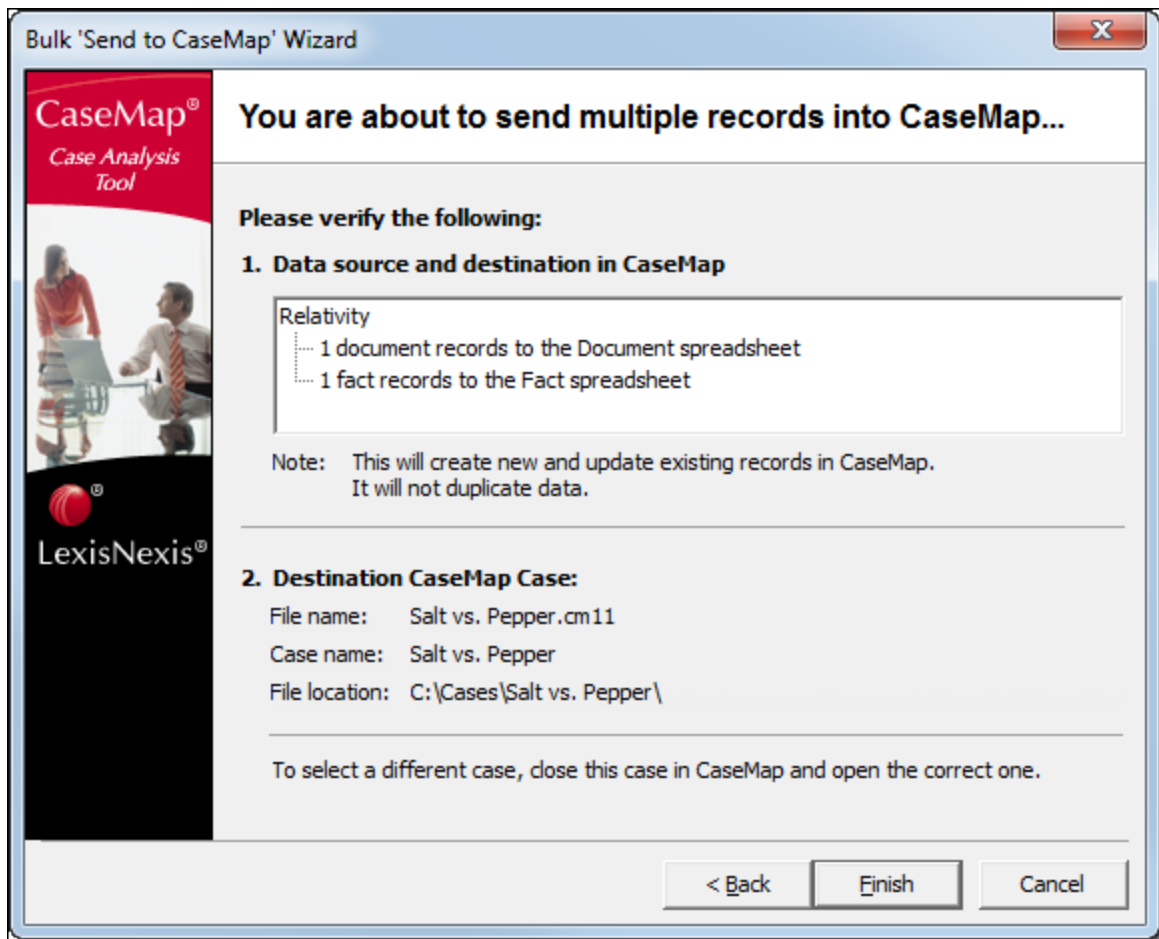 Bulk 'Send to CaseMap' Wizard
X
CaseMap®
Case Analysis
Tool
LexisNexis®
You are about to send multiple records into CaseMap...
Please verify the following:
1. Data source and destination in CaseMap
Relativity
1 document records to the Document spreadsheet
1 fact records to the Fact spreadsheet
Note: This will create new and update existing records in CaseMap.
It will not duplicate data.
2. Destination CaseMap Case:
File name: Salt vs. Pepper.cm11
Case name: Salt vs. Pepper
File location: C:\Cases\Salt vs. Pepper\
To select a different case, close this case in CaseMap and open the correct one.
< Back Finish Cancel